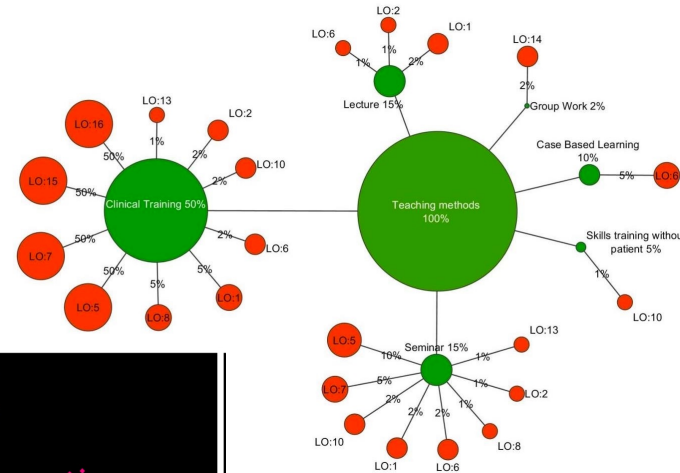 LO:2
LO:1
LO:6
1%
1%
2%
Lecture 15%
LO:14
2%
Group Work 2%
Case Based Learning
10%
5%
LO:6
Skills training without
patient 5%
1%
LO:10
Teaching methods
100%
Clinical Training 50%
LO:13
1%
LO:2
2%
LO:10
2%
LO:6
2%
LO:1
5%
LO:8
5%
LO:5
50%
LO:7
50%
LO:15
50%
LO:16
50%
Seminar 15%
LO:13
1%
LO:2
1%
LO:8
1%
LO:6
2%
LO:1
2%
LO:10
2%
LO:7
5%
LO:5
10%